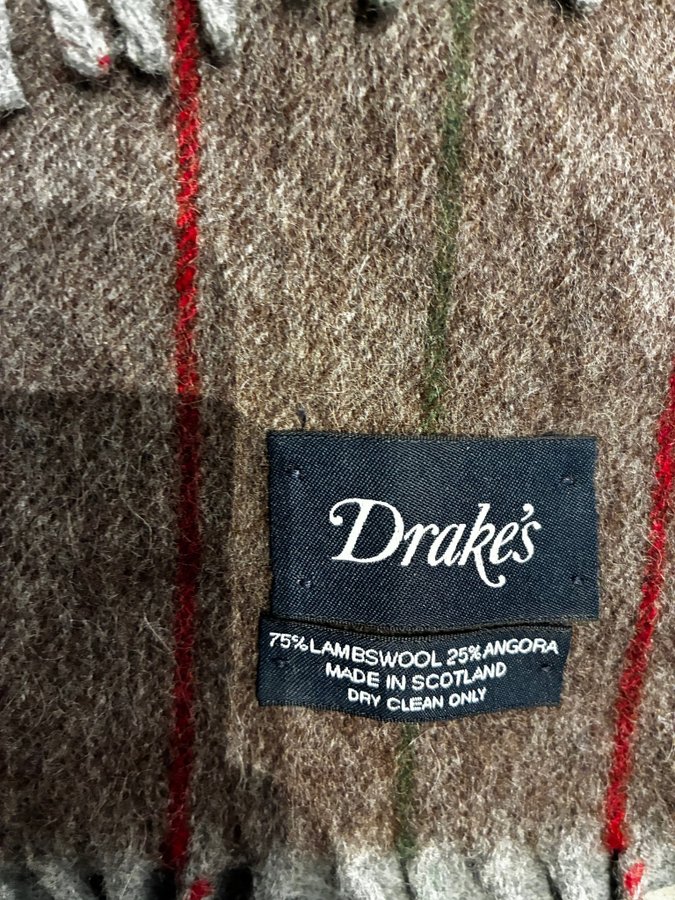 Drake's
75%LAMBSWOOL 25%ANGORA
MADE IN SCOTLAND
DRY CLEAN ONLY